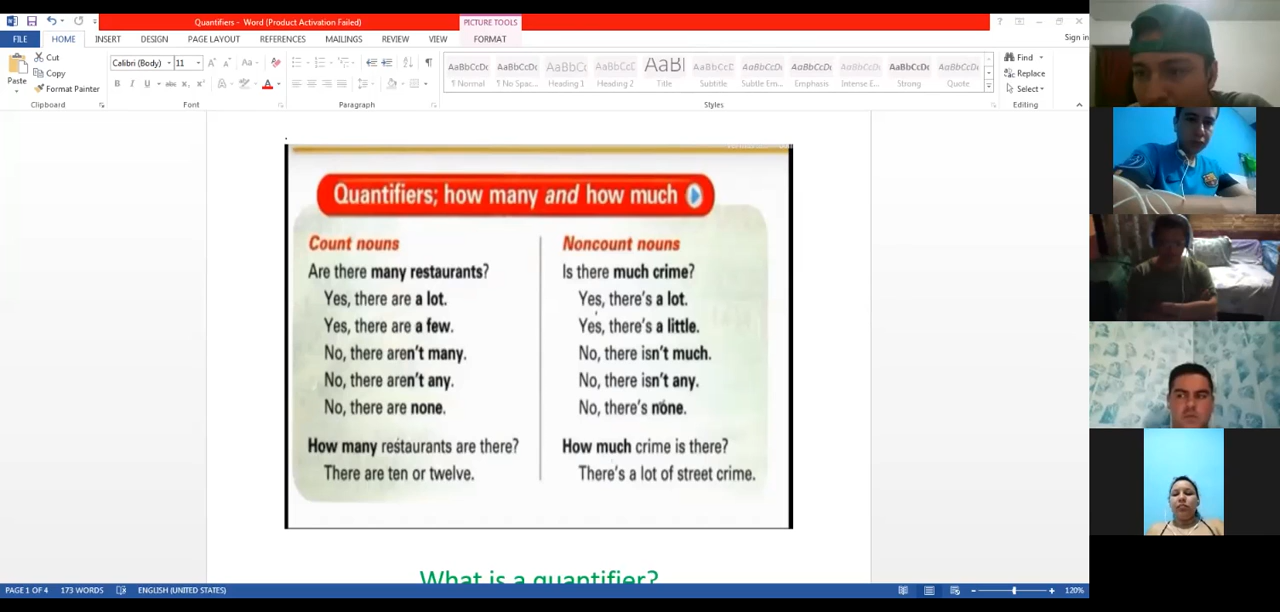 Quantifiers - Word (Product Activation Failed)
PICTURE TOOLS
FILE HOME INSERT DESIGN PAGE LAYOUT REFERENCES MAILINGS REVIEW VIEW FORMAT
Sign in
Paste
Cut
Copy
Format Painter
Clipboard
Calibri (Body) 11
Font
Paragraph
AaBbCcDc AaBbCcDc AaBbCc AaBbCcC AaBl AaBbCcC AaBbCcDc AaBbCcDc AaBbCcDc AaBbCcDc AaBbCcDc
¶ Normal ¶ No Spac... Heading 1 Heading 2 Title Subtitle Subtle Em... Emphasis Intense E... Strong Quote
Styles
Find
Replace
Select
Editing
Quantifiers; how many and how much
Count nouns
Are there many restaurants?
Yes, there are a lot.
Yes, there are a few.
No, there aren't many.
No, there aren't any.
No, there are none.
How many restaurants are there?
There are ten or twelve.
Noncount nouns
Is there much crime?
Yes, there's a lot.
Yes, there's a little.
No, there isn't much.
No, there isn't any.
No, there's none.
How much crime is there?
There's a lot of street crime.
What is a quantifier?
PAGE 1 OF 4 173 WORDS ENGLISH (UNITED STATES) 120%